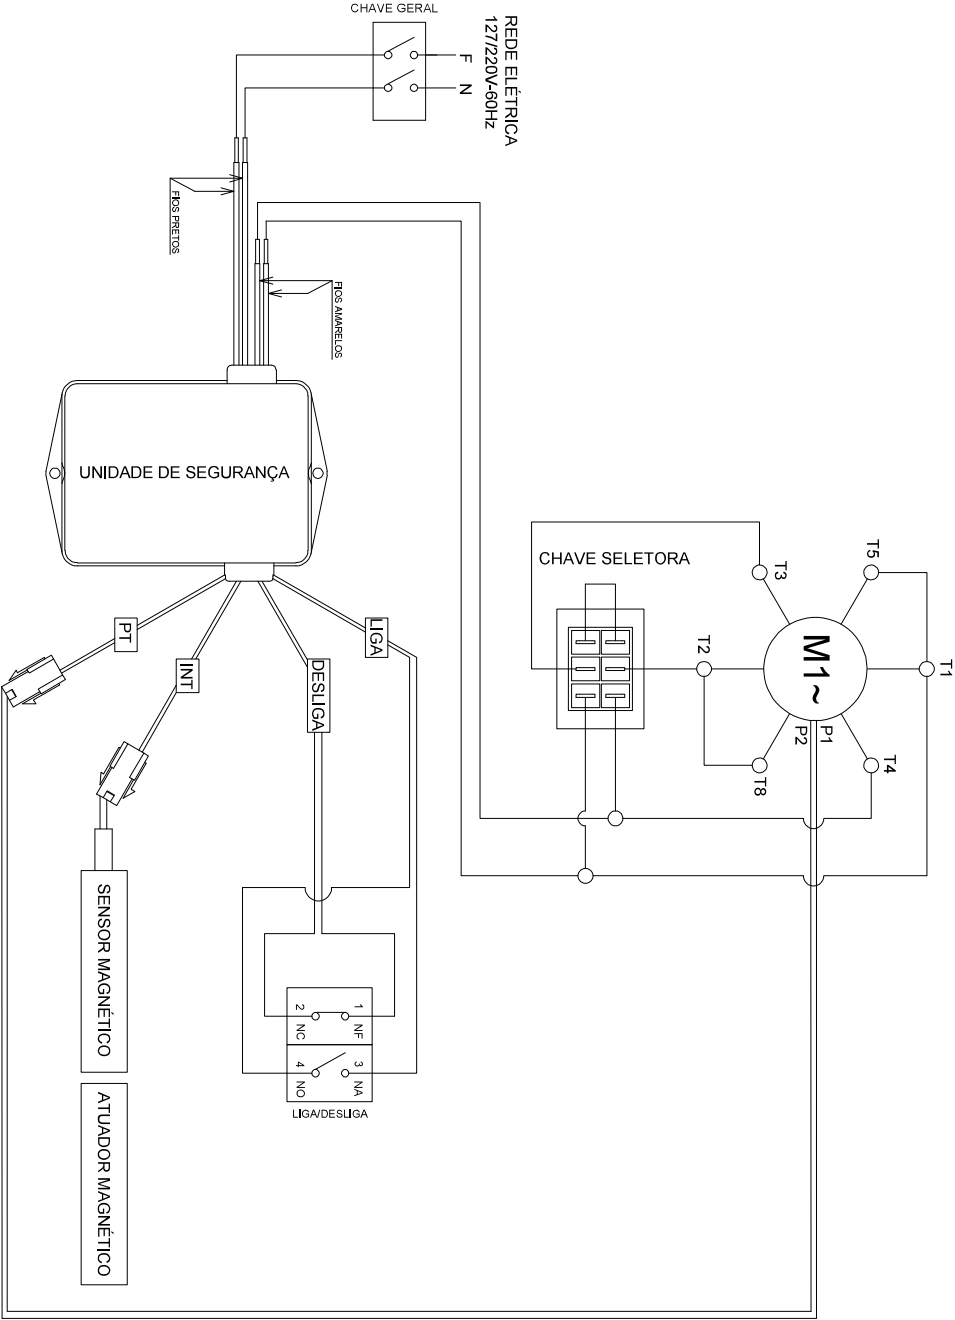 CHAVE GERAL
REDE ELÉTRICA
127/220V-60Hz
F
N
FIOS PRETOS
FIOS AMARELOS
UNIDADE DE SEGURANÇA
CHAVE SELETORA
T3
T5
T2
T1
M1~
P2
P1
T8
T4
LIGA
PT
INT
DESLIGA
SENSOR MAGNÉTICO
ATUADOR MAGNÉTICO
2
1
NC
NF
4
3
NO
NA
LIGA/DESLIGA